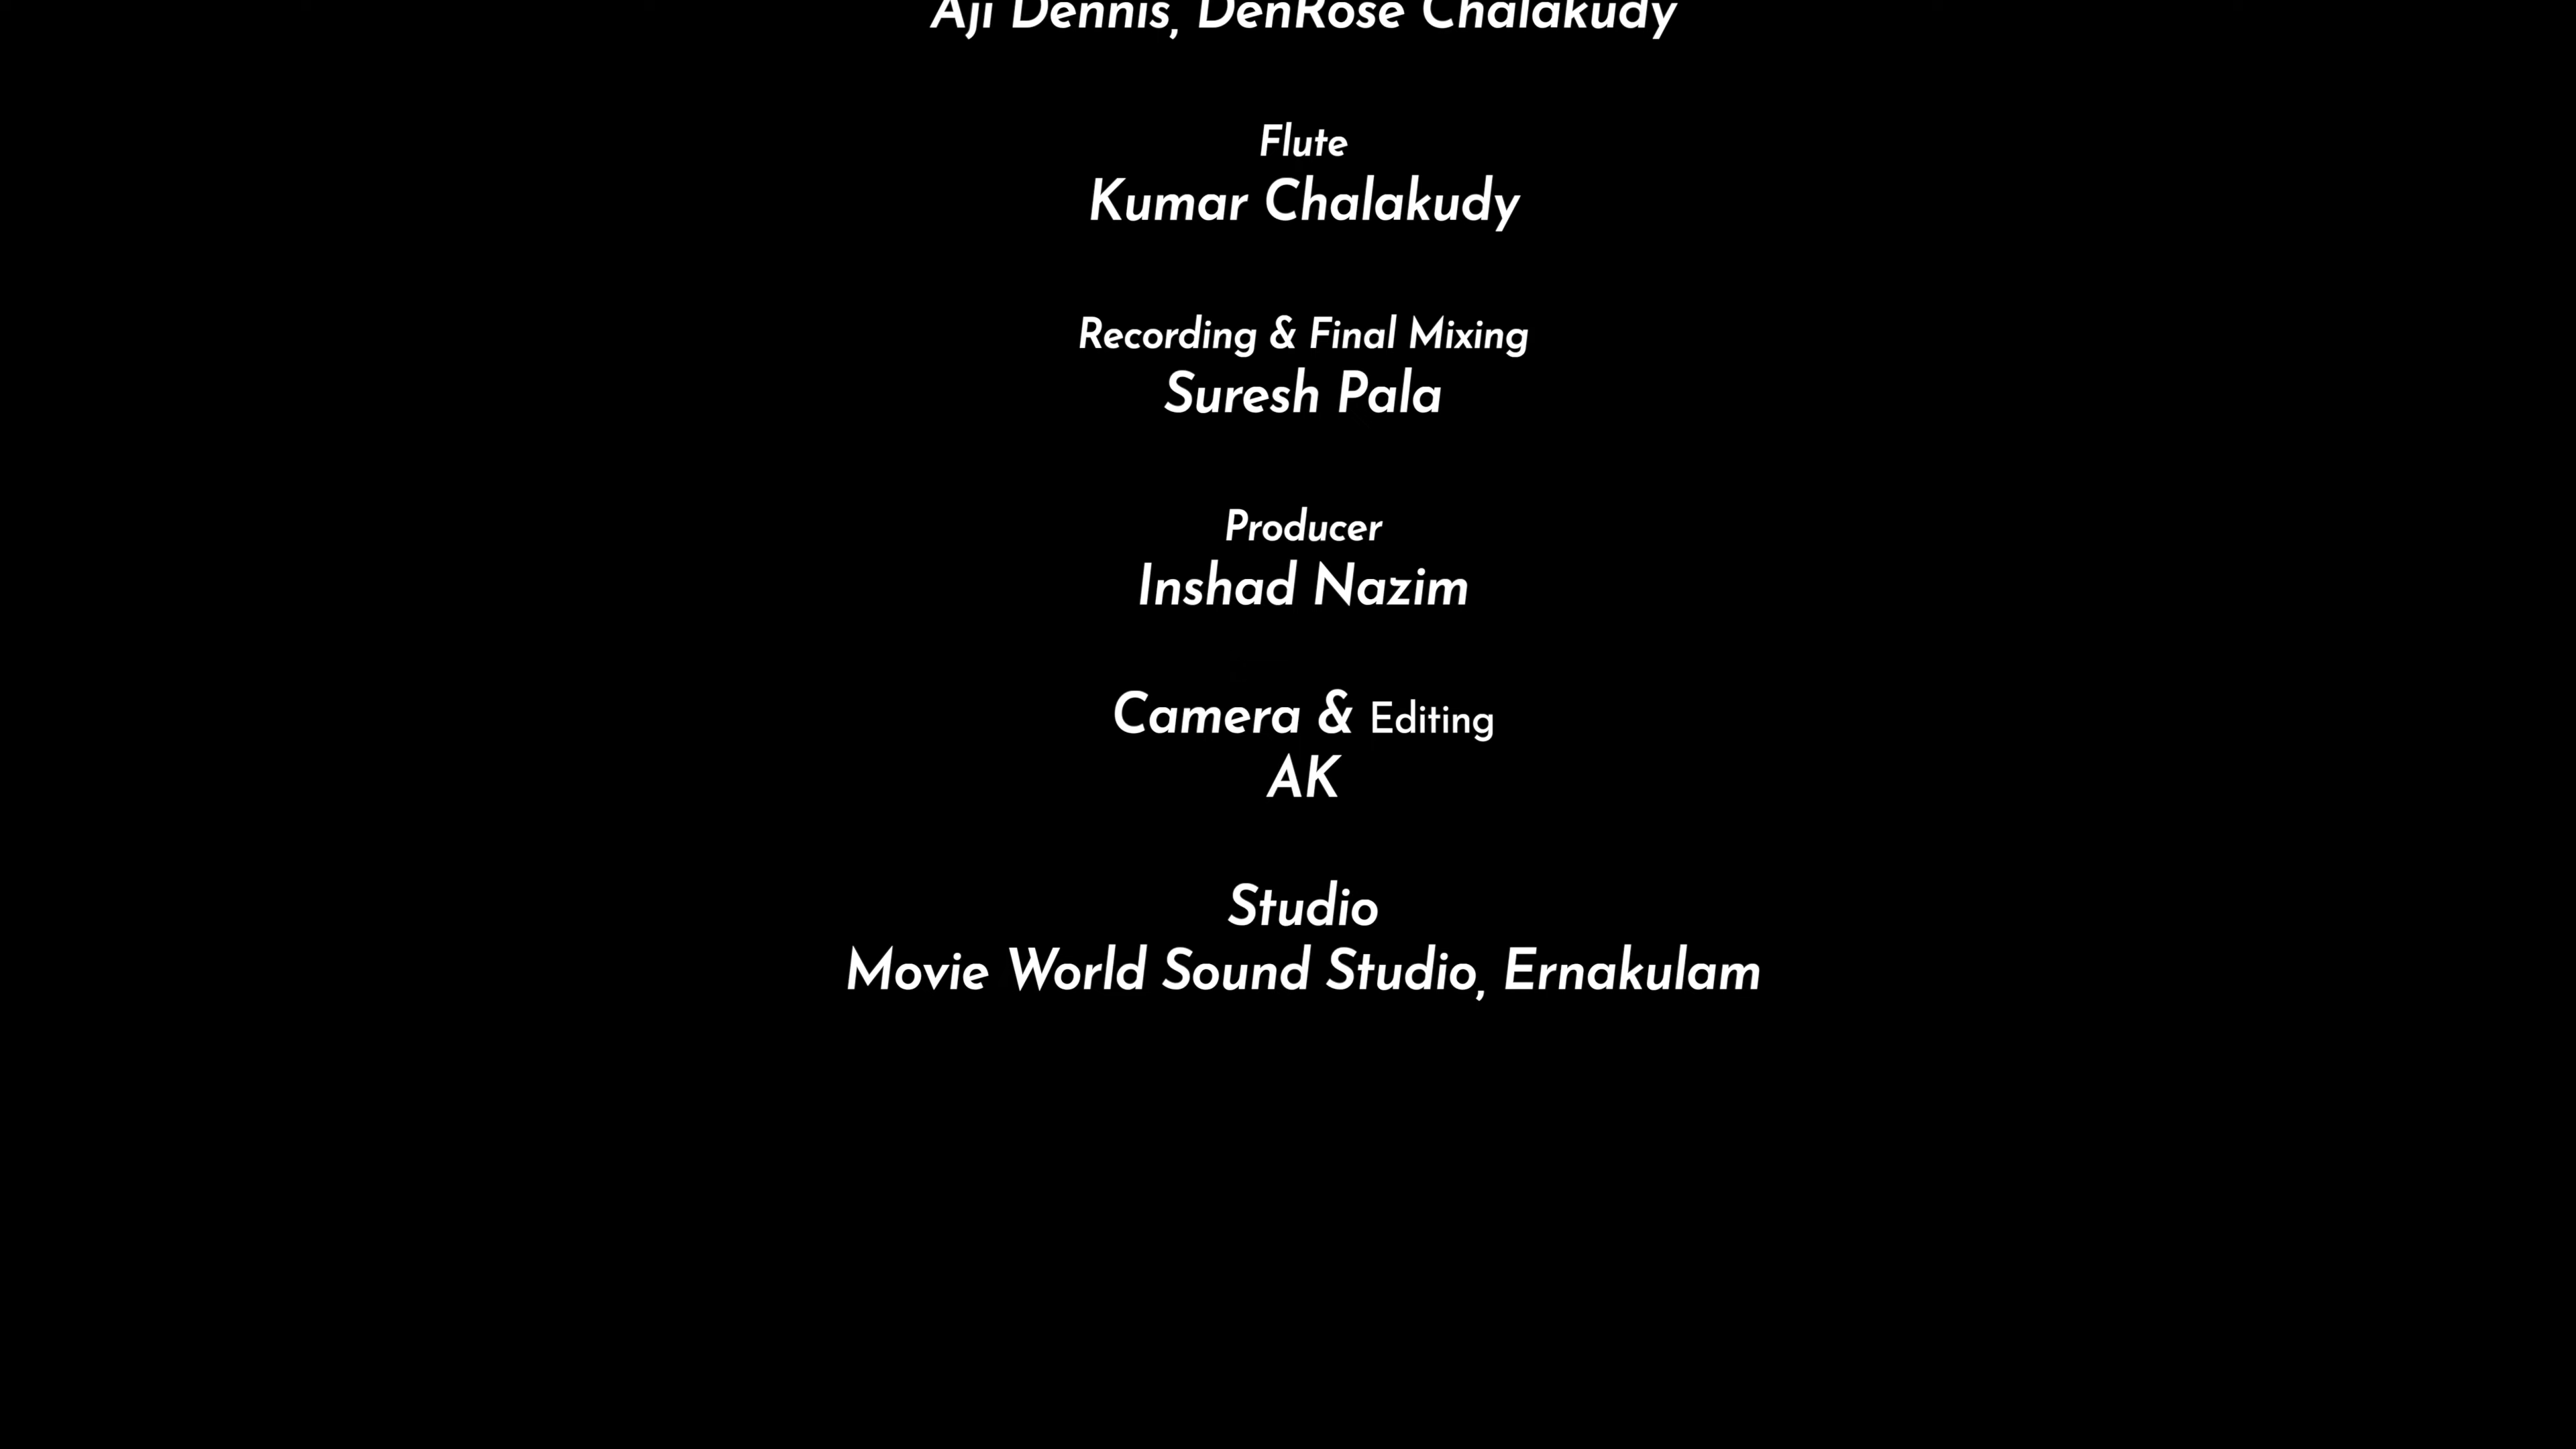 Aji Dennis, DenRose Chalakudy
Flute
Kumar Chalakudy
Recording & Final Mixing
Suresh Pala
Producer
Inshad Nazim
Camera & Editing
AK
Studio
Movie World Sound Studio, Ernakulam